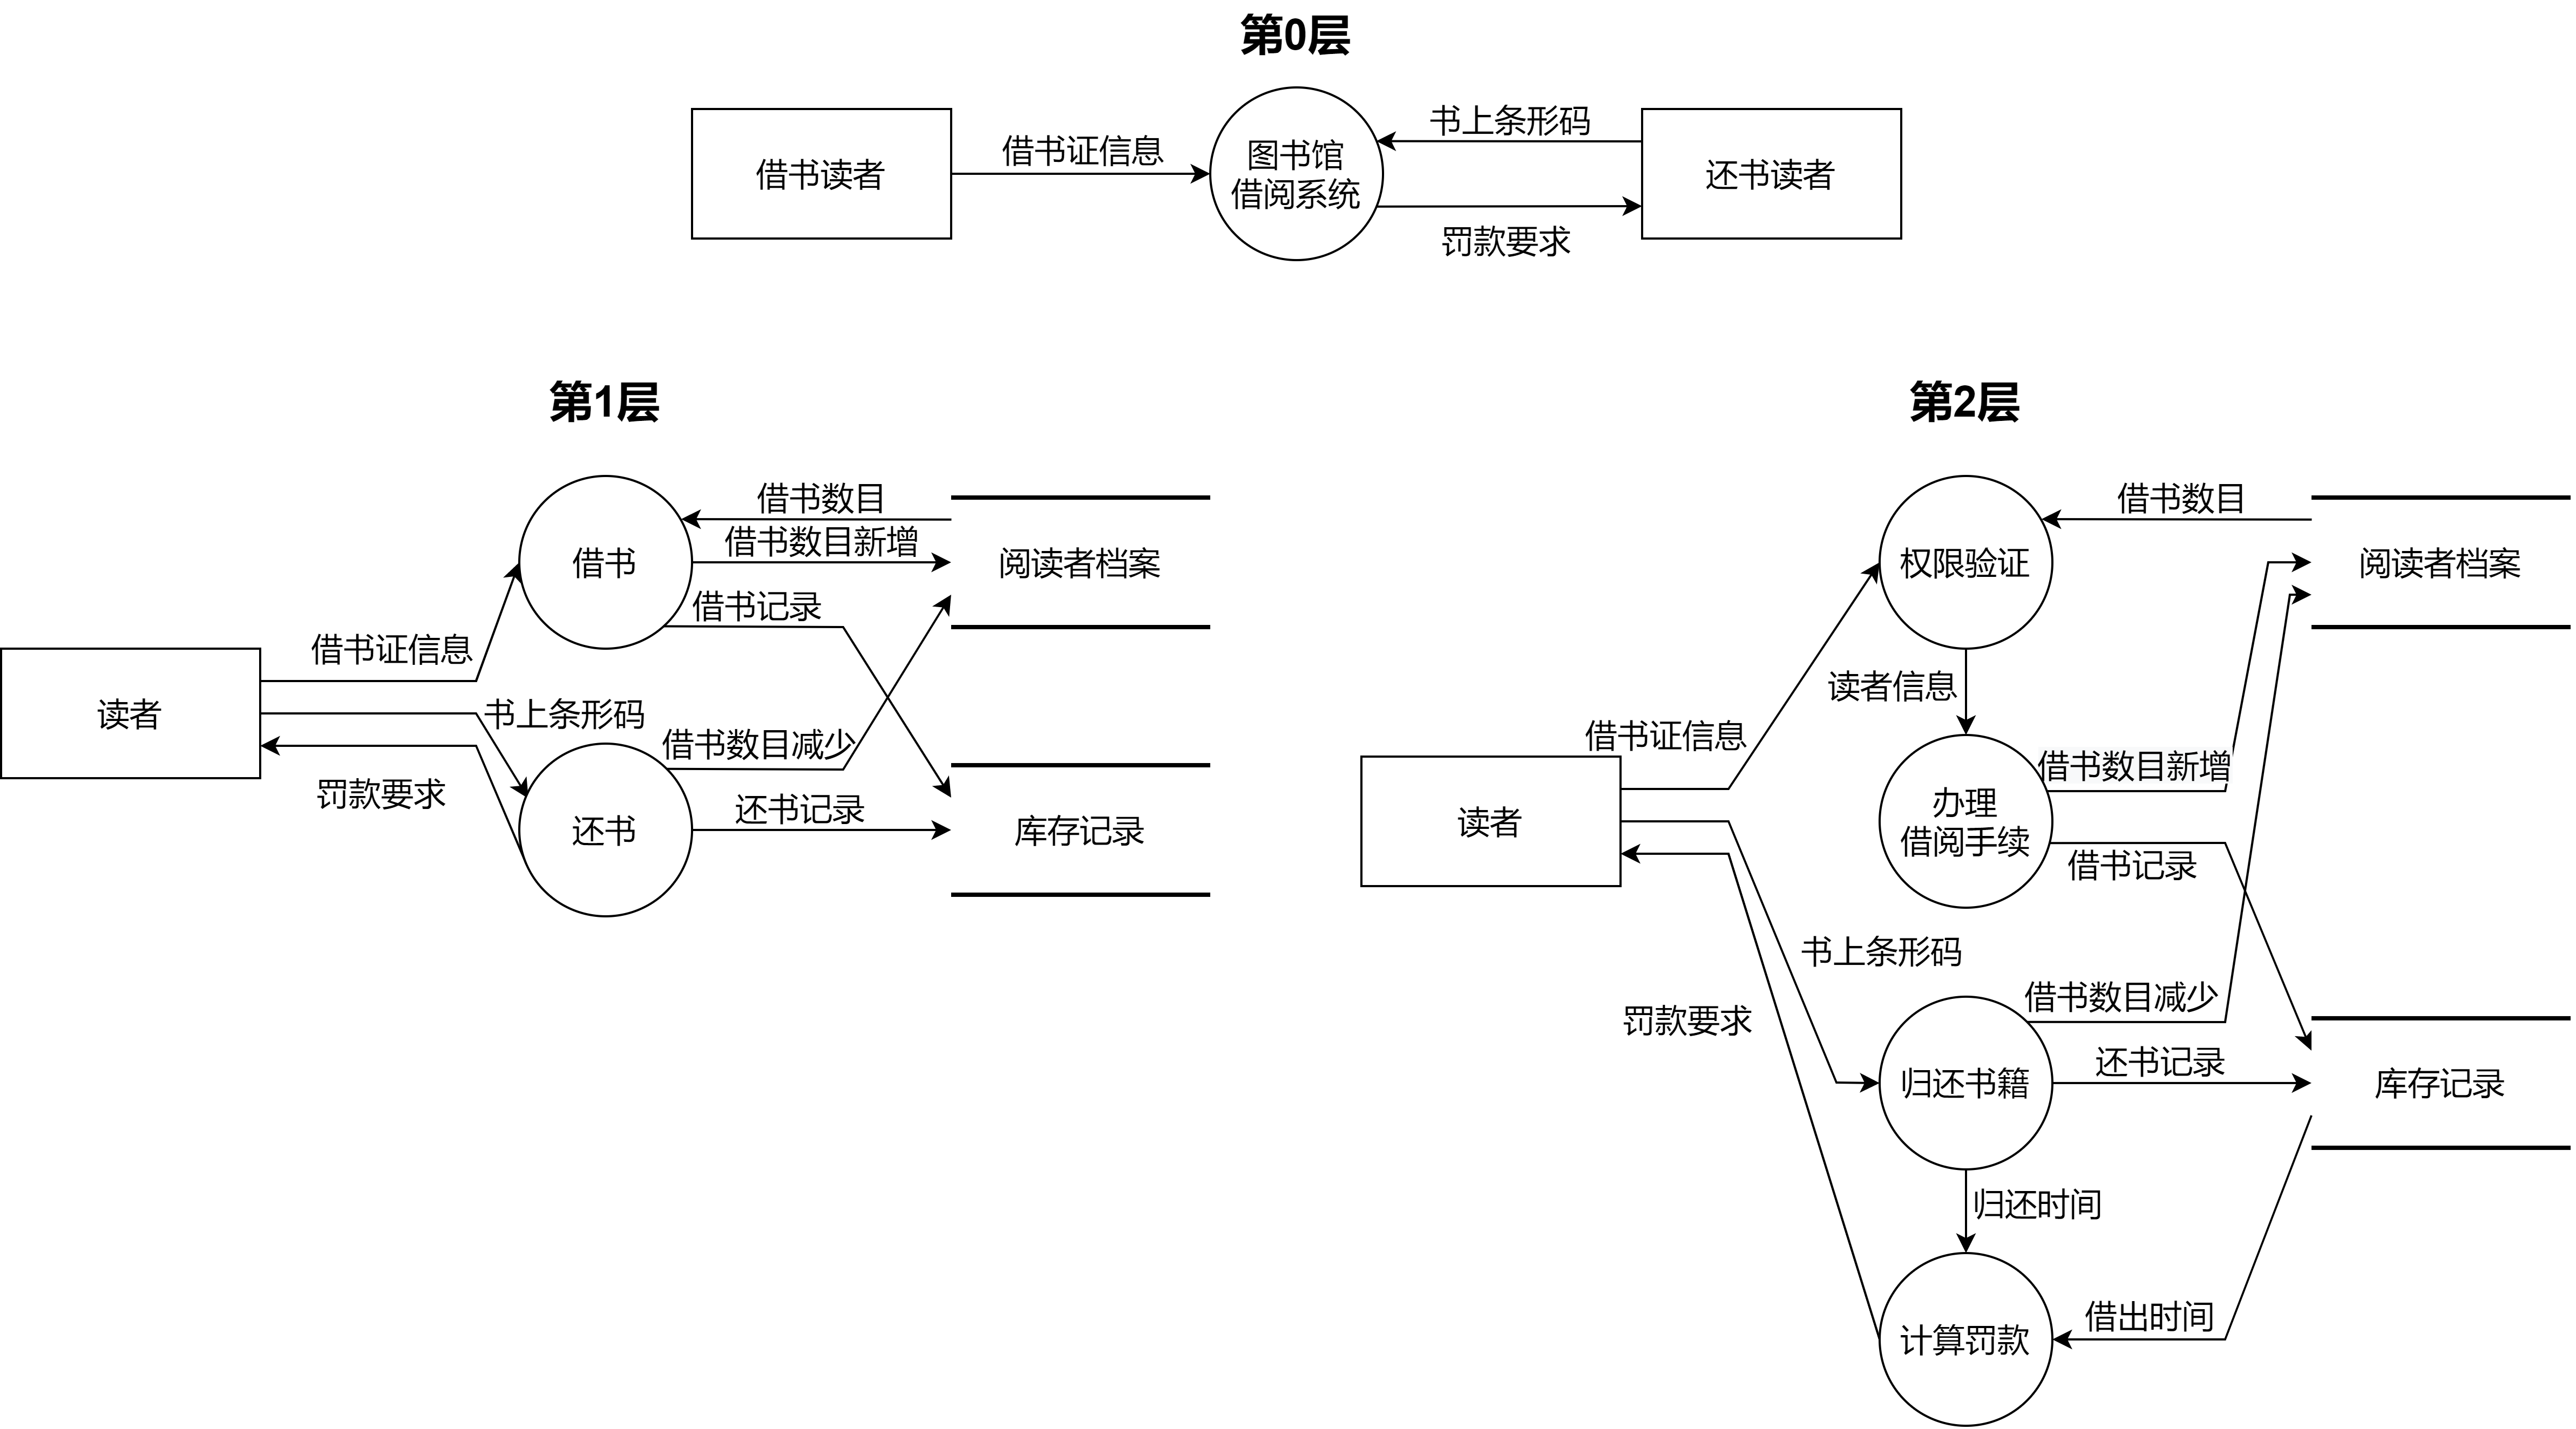 第0层
借书读者
借书证信息
图书馆
借阅系统
书上条形码
罚款要求
还书读者
第1层
读者
借书证信息
书上条形码
罚款要求
借书
还书
借书数目
借书数目新增
借书记录
借书数目减少
还书记录
阅读者档案
库存记录
第2层
读者
借书证信息
书上条形码
罚款要求
权限验证
读者信息
办理
借阅手续
归还书籍
归还时间
计算罚款
借书数目
借书数目新增
借书记录
借书数目减少
还书记录
借出时间
阅读者档案
库存记录